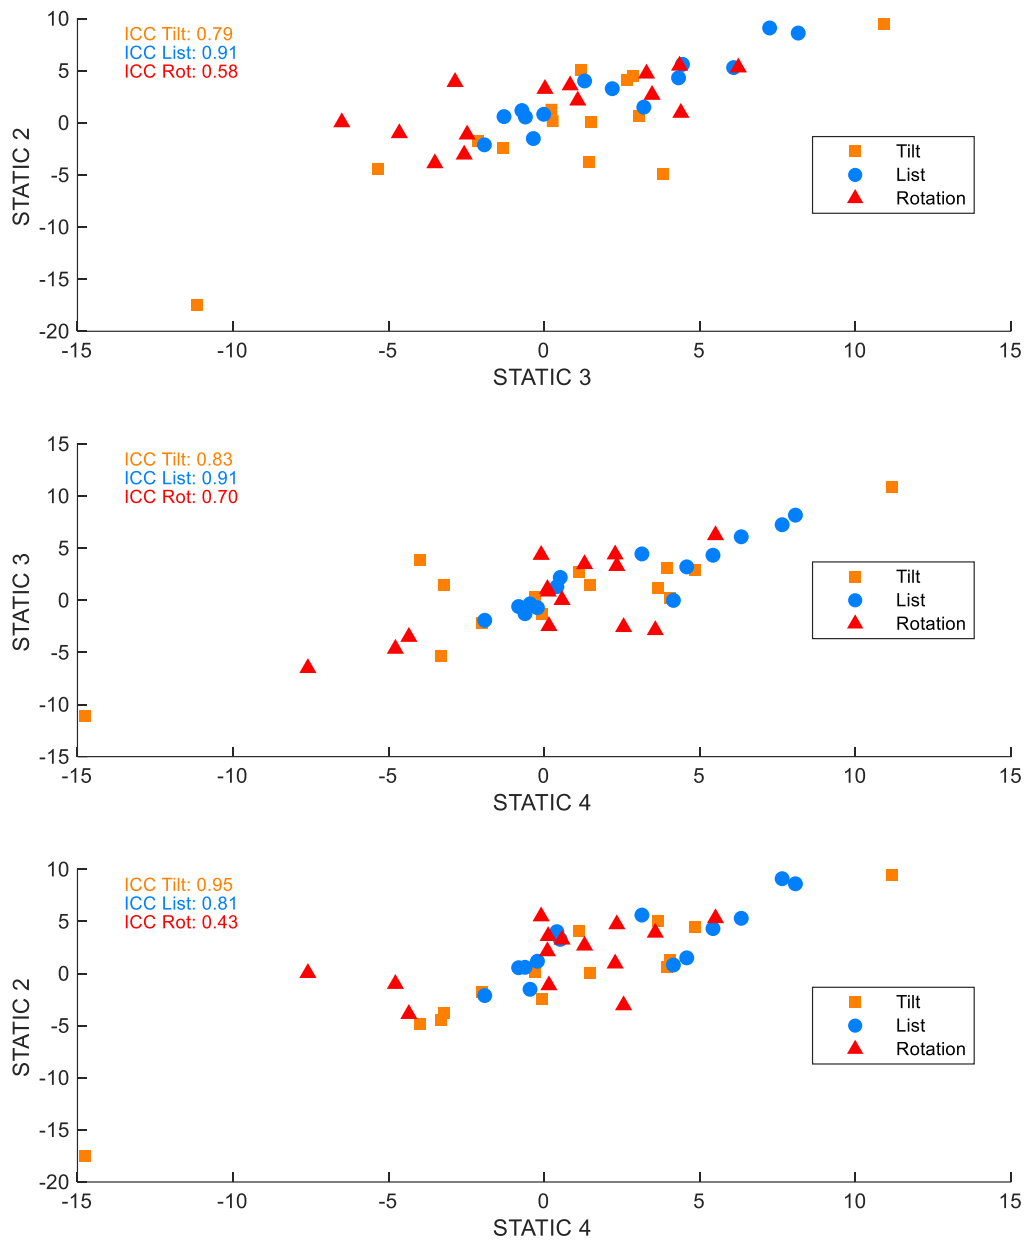 10
5
0
-5
-10
-15
-20
STATIC 2
ICC Tilt: 0.79
ICC List: 0.91
ICC Rot: 0.58
Tilt
List
Rotation
-15 -10 -5 0 5 10 15
STATIC 3
15
10
5
0
-5
-10
-15
STATIC 3
ICC Tilt: 0.83
ICC List: 0.91
ICC Rot: 0.70
Tilt
List
Rotation
-15 -10 -5 0 5 10 15
STATIC 4
10
5
0
-5
-10
-15
-20
STATIC 2
ICC Tilt: 0.95
ICC List: 0.81
ICC Rot: 0.43
Tilt
List
Rotation
-15 -10 -5 0 5 10 15
STATIC 4